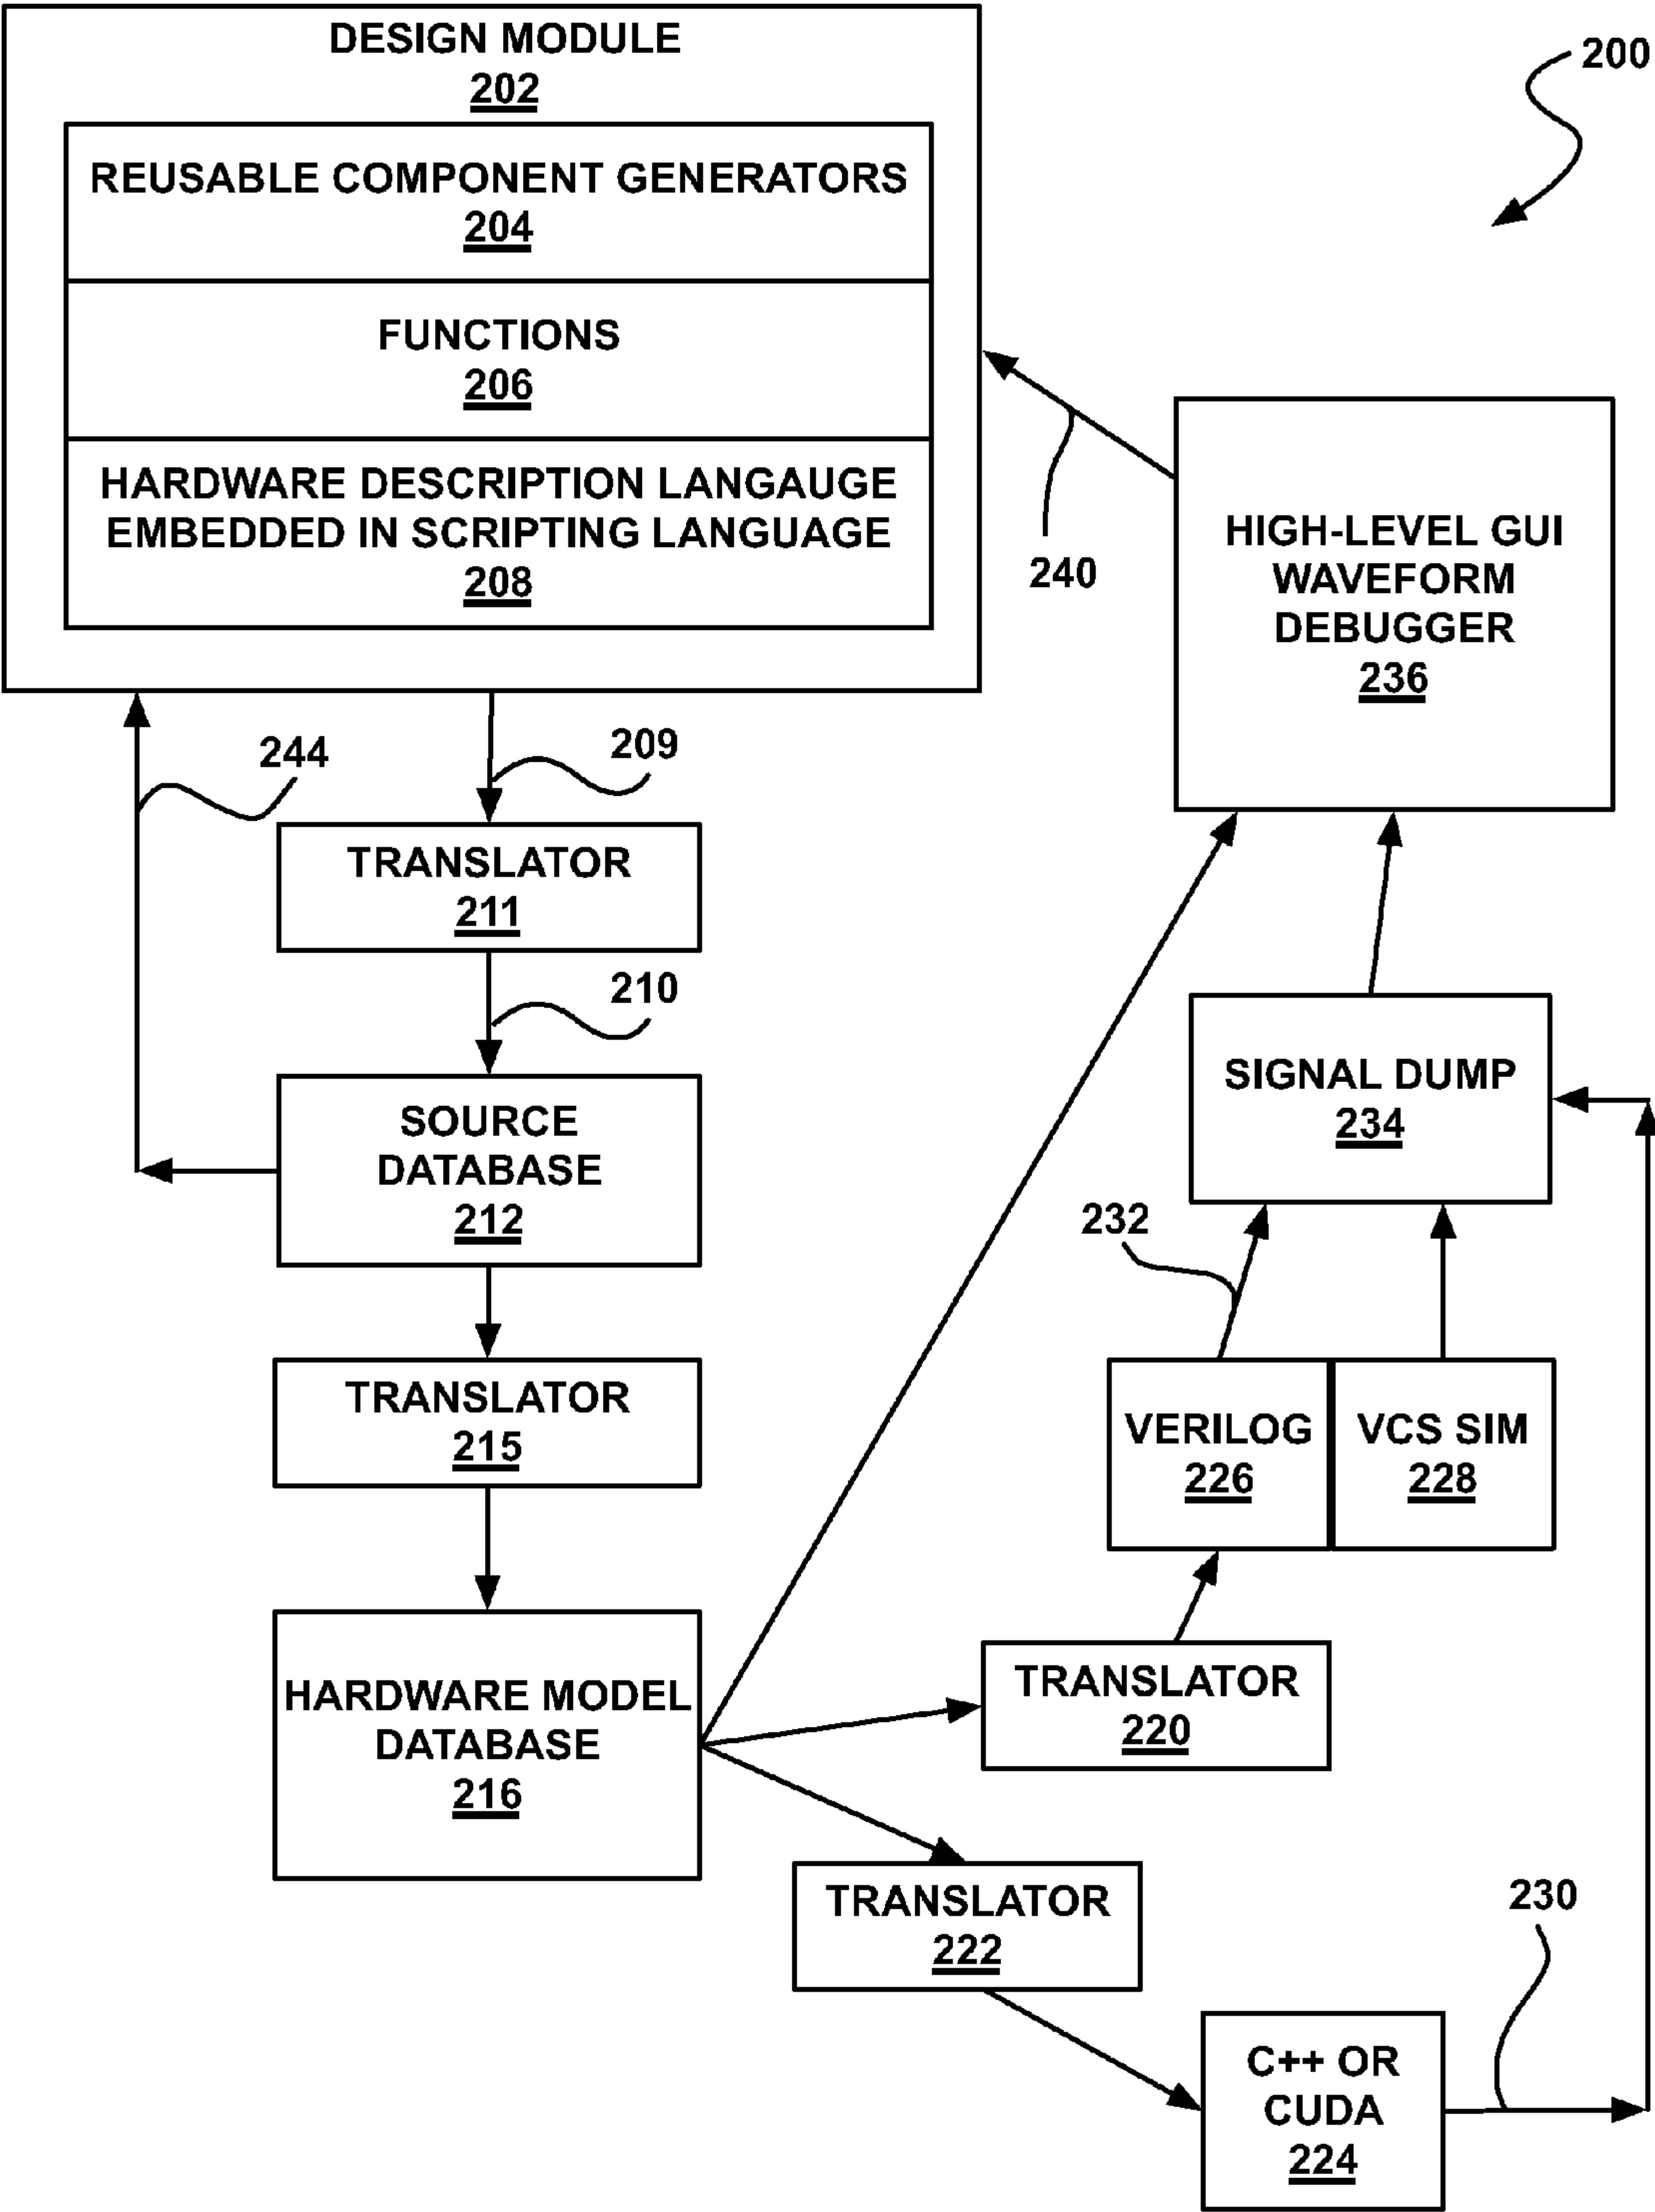 DESIGN MODULE
202
200
REUSABLE COMPONENT GENERATORS
204
FUNCTIONS
206
HARDWARE DESCRIPTION LANGAUGE
EMBEDDED IN SCRIPTING LANGUAGE
208
240
HIGH-LEVEL GUI
WAVEFORM
DEBUGGER
236
244
209
TRANSLATOR
211
210
SOURCE
DATABASE
212
SIGNAL DUMP
234
232
TRANSLATOR
215
VERILOG
226
VCS SIM
228
HARDWARE MODEL
DATABASE
216
TRANSLATOR
220
TRANSLATOR
222
230
C++ OR
CUDA
224